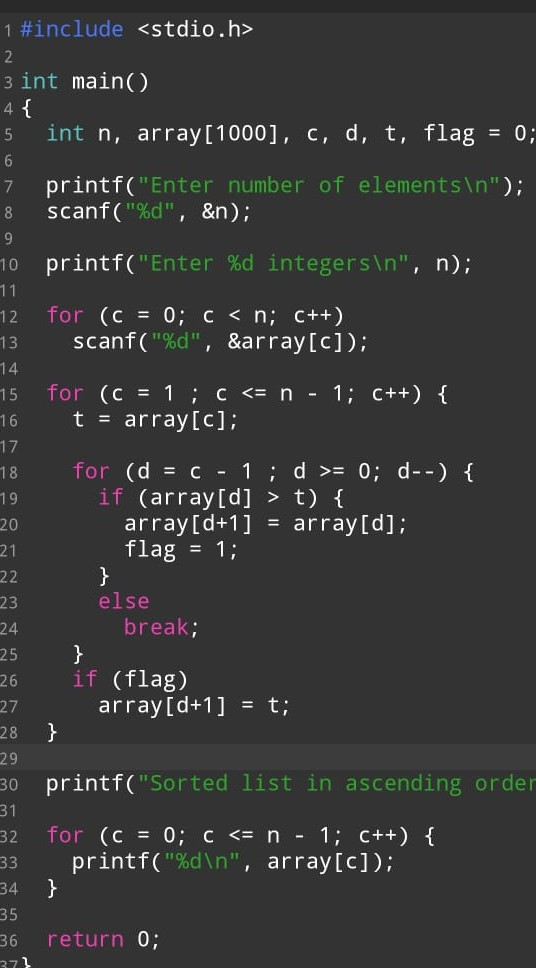 1 #include <stdio.h>
2
3 int main()
4 {
5   int n, array[1000], c, d, t, flag = 0;
6
7   printf("Enter number of elements\n");
8   scanf("%d", &n);
9
10   printf("Enter %d integers\n", n);
11
12   for (c = 0; c < n; c++)
13     scanf("%d", &array[c]);
14
15   for (c = 1 ; c <= n - 1; c++) {
16     t = array[c];
17
18     for (d = c - 1 ; d >= 0; d--) {
19       if (array[d] > t) {
20         array[d+1] = array[d];
21         flag = 1;
22       }
23       else
24         break;
25     }
26     if (flag)
27       array[d+1] = t;
28   }
29
30   printf("Sorted list in ascending order
31
32   for (c = 0; c <= n - 1; c++) {
33     printf("%d\n", array[c]);
34   }
35
36   return 0;
37 }